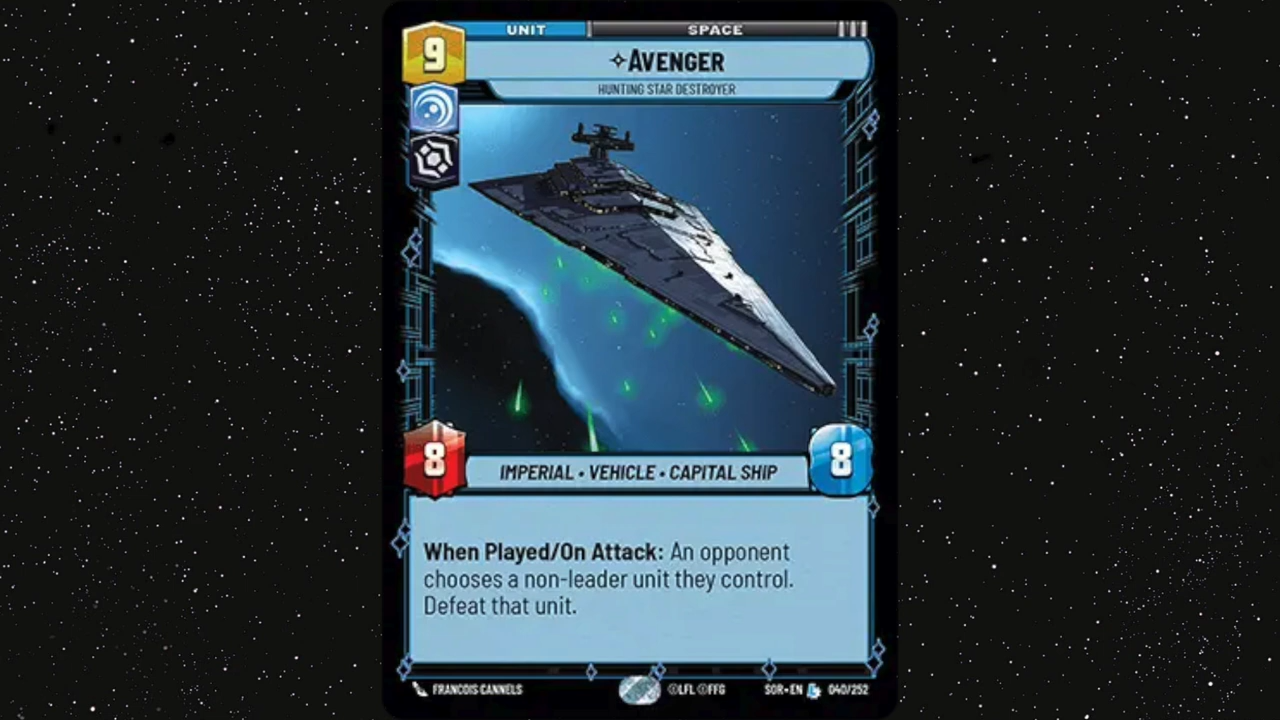 UNIT
SPACE
9
AVENGER
HUNTING STAR DESTROYER
8
IMPERIAL • VEHICLE • CAPITAL SHIP
8
When Played/On Attack: An opponent
chooses a non-leader unit they control.
Defeat that unit.
FRANCOIS CANNELS
©LFL ©FFG
SOR•EN
040/252